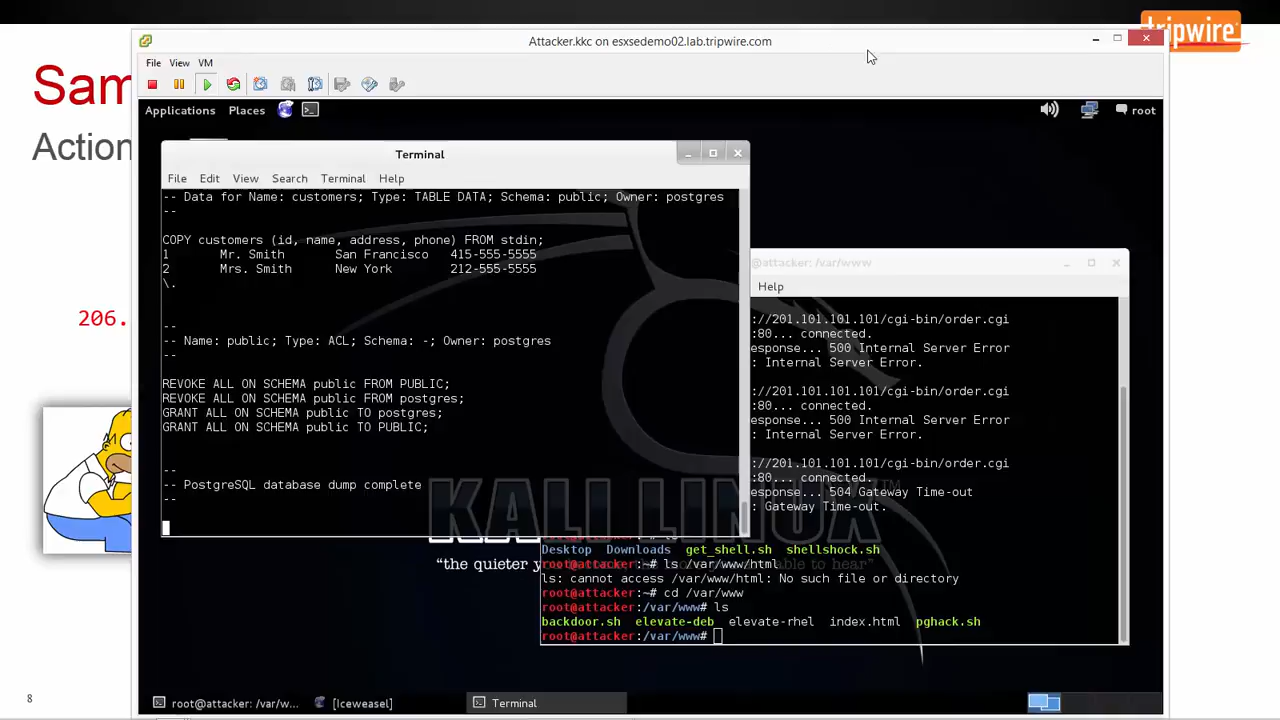 tripwire
Attacker.kkc on esxsedemo02.lab.tripwire.com
Sam
Action
206.
8
File View VM
Applications Places root
Terminal
File Edit View Search Terminal Help
-- Data for Name: customers; Type: TABLE DATA; Schema: public; Owner: postgres
--
COPY customers (id, name, address, phone) FROM stdin;
1 Mr. Smith San Francisco 415-555-5555
2 Mrs. Smith New York 212-555-5555
\.
--
-- Name: public; Type: ACL; Schema: -; Owner: postgres
--
REVOKE ALL ON SCHEMA public FROM PUBLIC;
REVOKE ALL ON SCHEMA public FROM postgres;
GRANT ALL ON SCHEMA public TO postgres;
GRANT ALL ON SCHEMA public TO PUBLIC;
--
-- PostgreSQL database dump complete
--
@attacker: /var/www
Help
://201.101.101.101/cgi-bin/order.cgi
:80... connected.
esponse... 500 Internal Server Error
: Internal Server Error.
://201.101.101.101/cgi-bin/order.cgi
:80... connected.
esponse... 500 Internal Server Error
: Internal Server Error.
://201.101.101.101/cgi-bin/order.cgi
:80... connected.
esponse... 504 Gateway Time-out
: Gateway Time-out.
Desktop Downloads get_shell.sh shellshock.sh
root@attacker:~# ls /var/www/html
ls: cannot access /var/www/html: No such file or directory
root@attacker:~# cd /var/www
root@attacker:/var/www# ls
backdoor.sh elevate-deb elevate-rhel index.html pghack.sh
root@attacker:/var/www#
KALI LINUX™
“the quieter y able to hear”
root@attacker: /var/w... [Iceweasel] Terminal